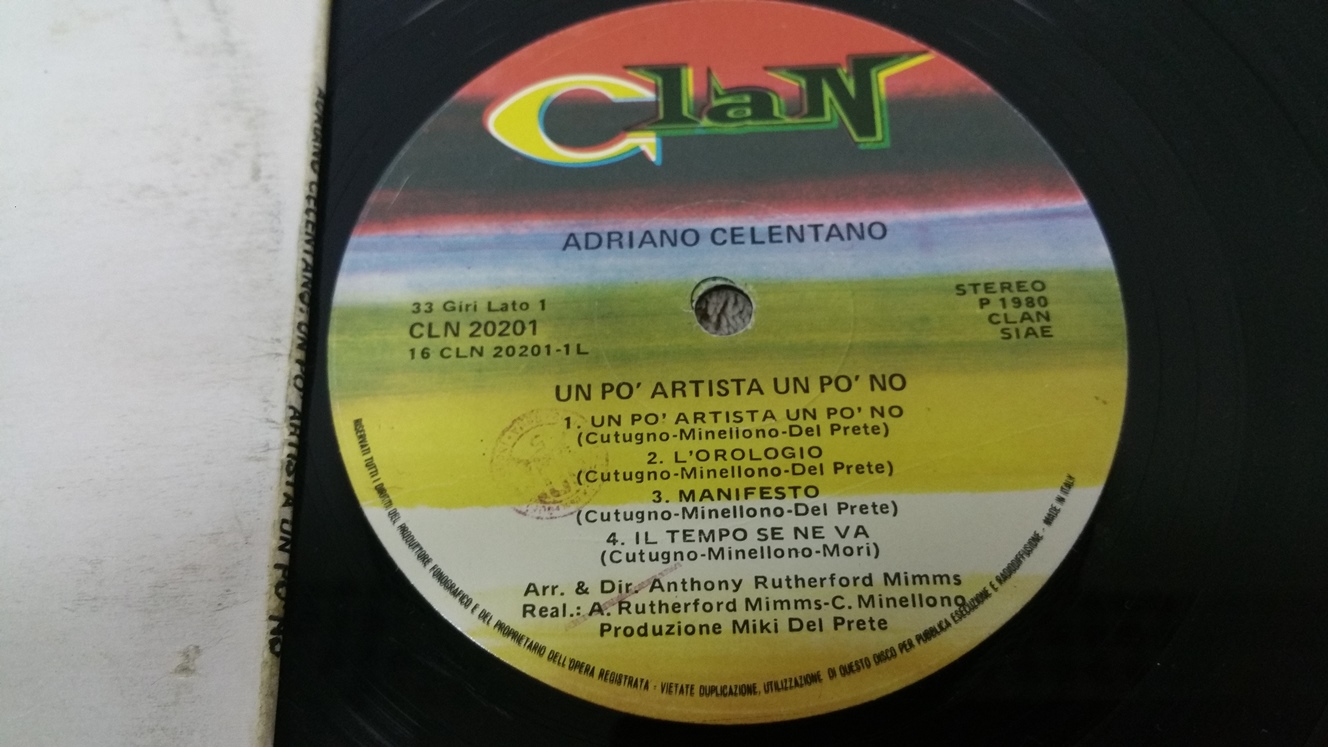 ADRIANO CELENTANO, UN PO' ARTISTA UN PO' NO
Clan
ADRIANO CELENTANO
33 Giri Lato 1
CLN 20201
16 CLN 20201-1L
STEREO
P 1980
CLAN
SIAE
UN PO' ARTISTA UN PO' NO
1. UN PO' ARTISTA UN PO' NO
(Cutugno-Minellono-Del Prete)
2. L'OROLOGIO
(Cutugno-Minellono-Del Prete)
3. MANIFESTO
(Cutugno-Minellono-Del Prete)
4. IL TEMPO SE NE VA
(Cutugno-Minellono-Mori)
Arr. & Dir. Anthony Rutherford Mimms
Real.: A. Rutherford Mimms-C. Minellono
Produzione Miki Del Prete
RISERVATI TUTTI I DIRITTI DEL PRODUTTORE FONOGRAFICO E DEL PROPRIETARIO DELL'OPERA REGISTRATA - VIETATE DUPLICAZIONE, UTILIZZAZIONE DI QUESTO DISCO PER PUBBLICA ESECUZIONE E RADIODIFFUSIONE - MADE IN ITALY